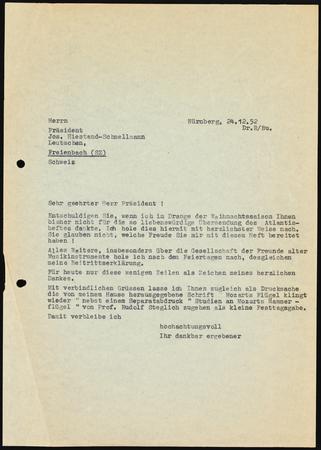 Herrn
Nürnberg, 24.12.52
Präsident
Dr.R/Bu.
Jos. Hiestand-Schnellmann
Leutschen,
Freienbach (SZ)
Schweiz
Sehr geehrter Herr Präsident !
Entschuldigen Sie, wenn ich im Drange der Weihnachtssaison Ihnen
bisher nicht für die so liebenswürdige Übersendung des Atlantis-
heftes dankte. Ich hole dies hiermit mit herzlichster Weise nach.
Sie glauben nicht, welche Freude Sie mir mit diesem Heft bereitet
haben !
Alles Weitere, insbesondere über die Gesellschaft der Freunde alter
Musikinstrumente hole ich nach den Feiertagen nach, desgleichen
meine Beitrittserklärung.
Für heute nur diese wenigen Zeilen als Zeichen meines herzlichen
Dankes.
Mit verbindlichen Grüssen lasse ich Ihnen zugleich als Drucksache
die von meinem Hause herausgegebene Schrift " Mozarts Flügel klingt
wieder " nebst einem Separatabdruck " Studien an Mozarts Hammer-
flügel " von Prof. Rudolf Steglich zugehen als kleine Festtagsgabe.
Damit verbleibe ich
hochachtungsvoll
Ihr dankbar ergebener